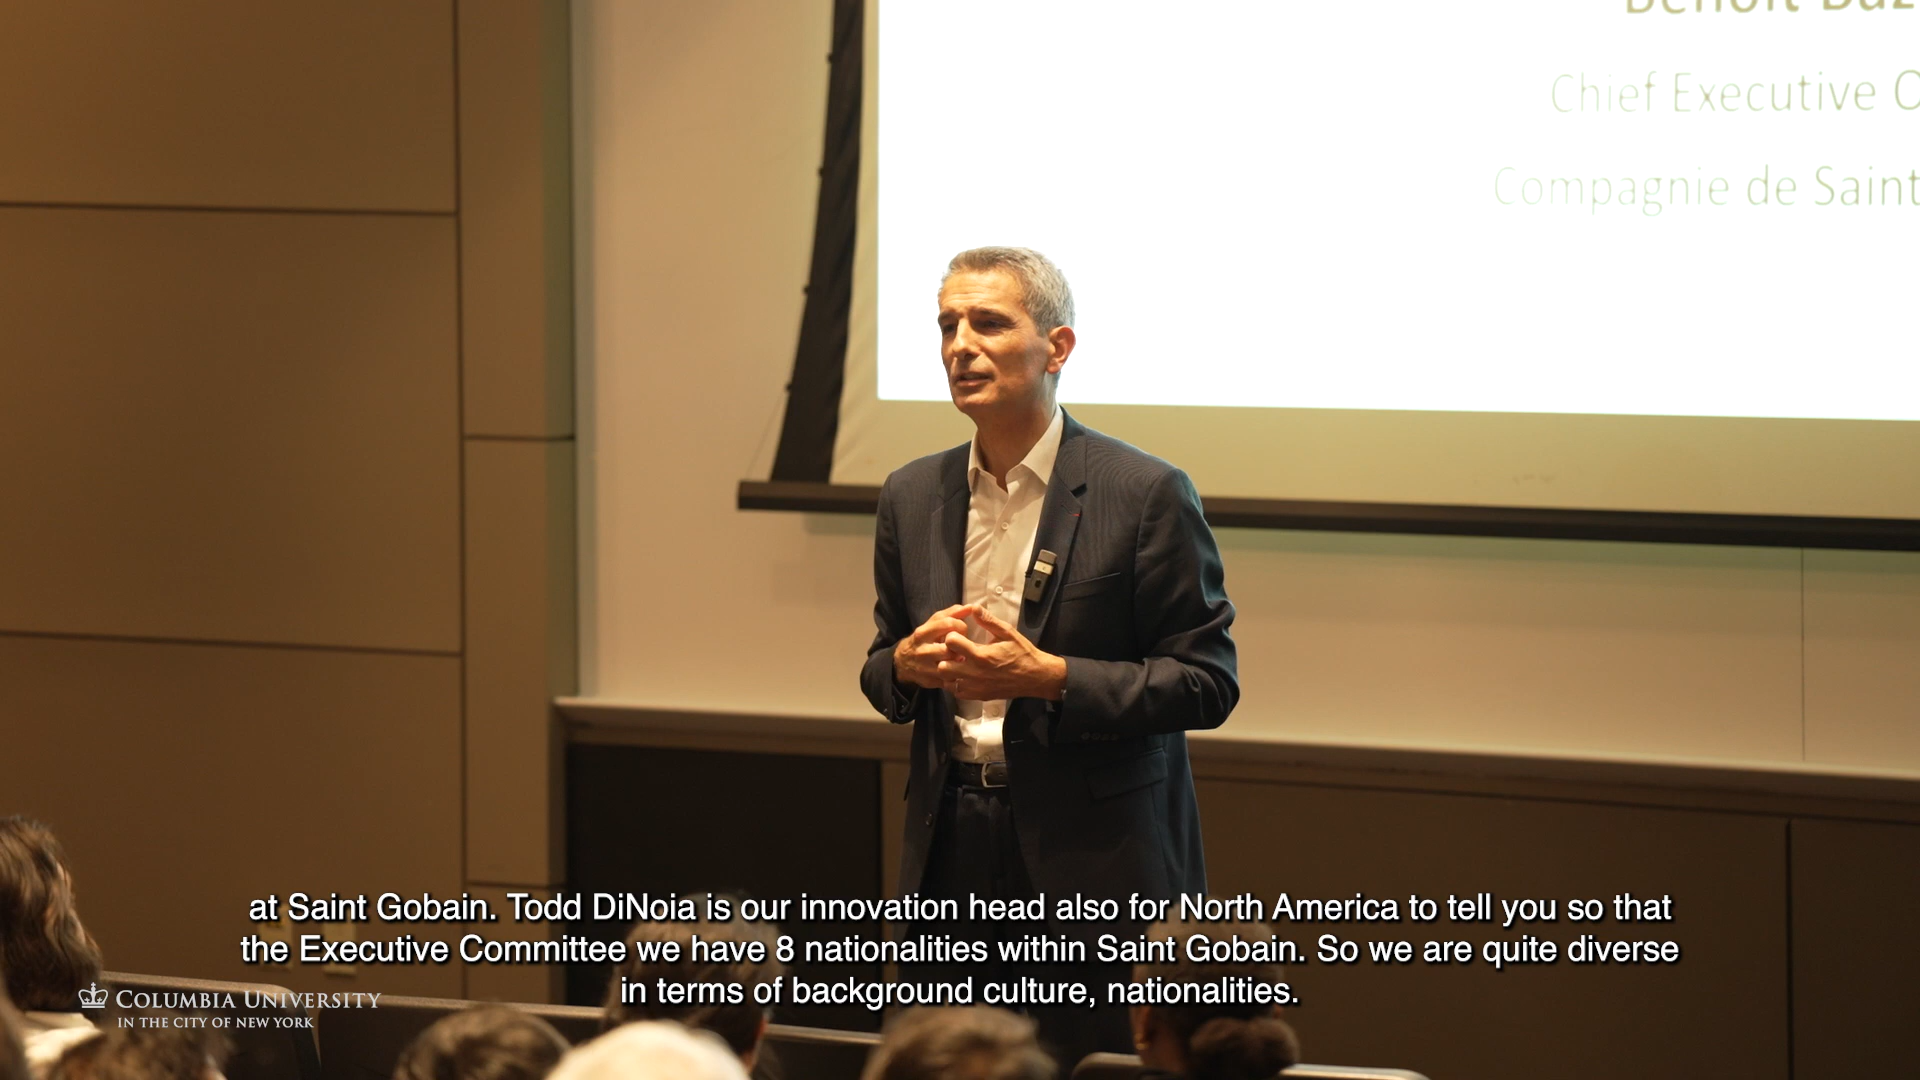 Chief Executive
Compagnie de Saint
at Saint Gobain. Todd DiNoia is our innovation head also for North America to tell you so that
the Executive Committee we have 8 nationalities within Saint Gobain. So we are quite diverse
in terms of background culture, nationalities.
COLUMBIA UNIVERSITY
IN THE CITY OF NEW YORK